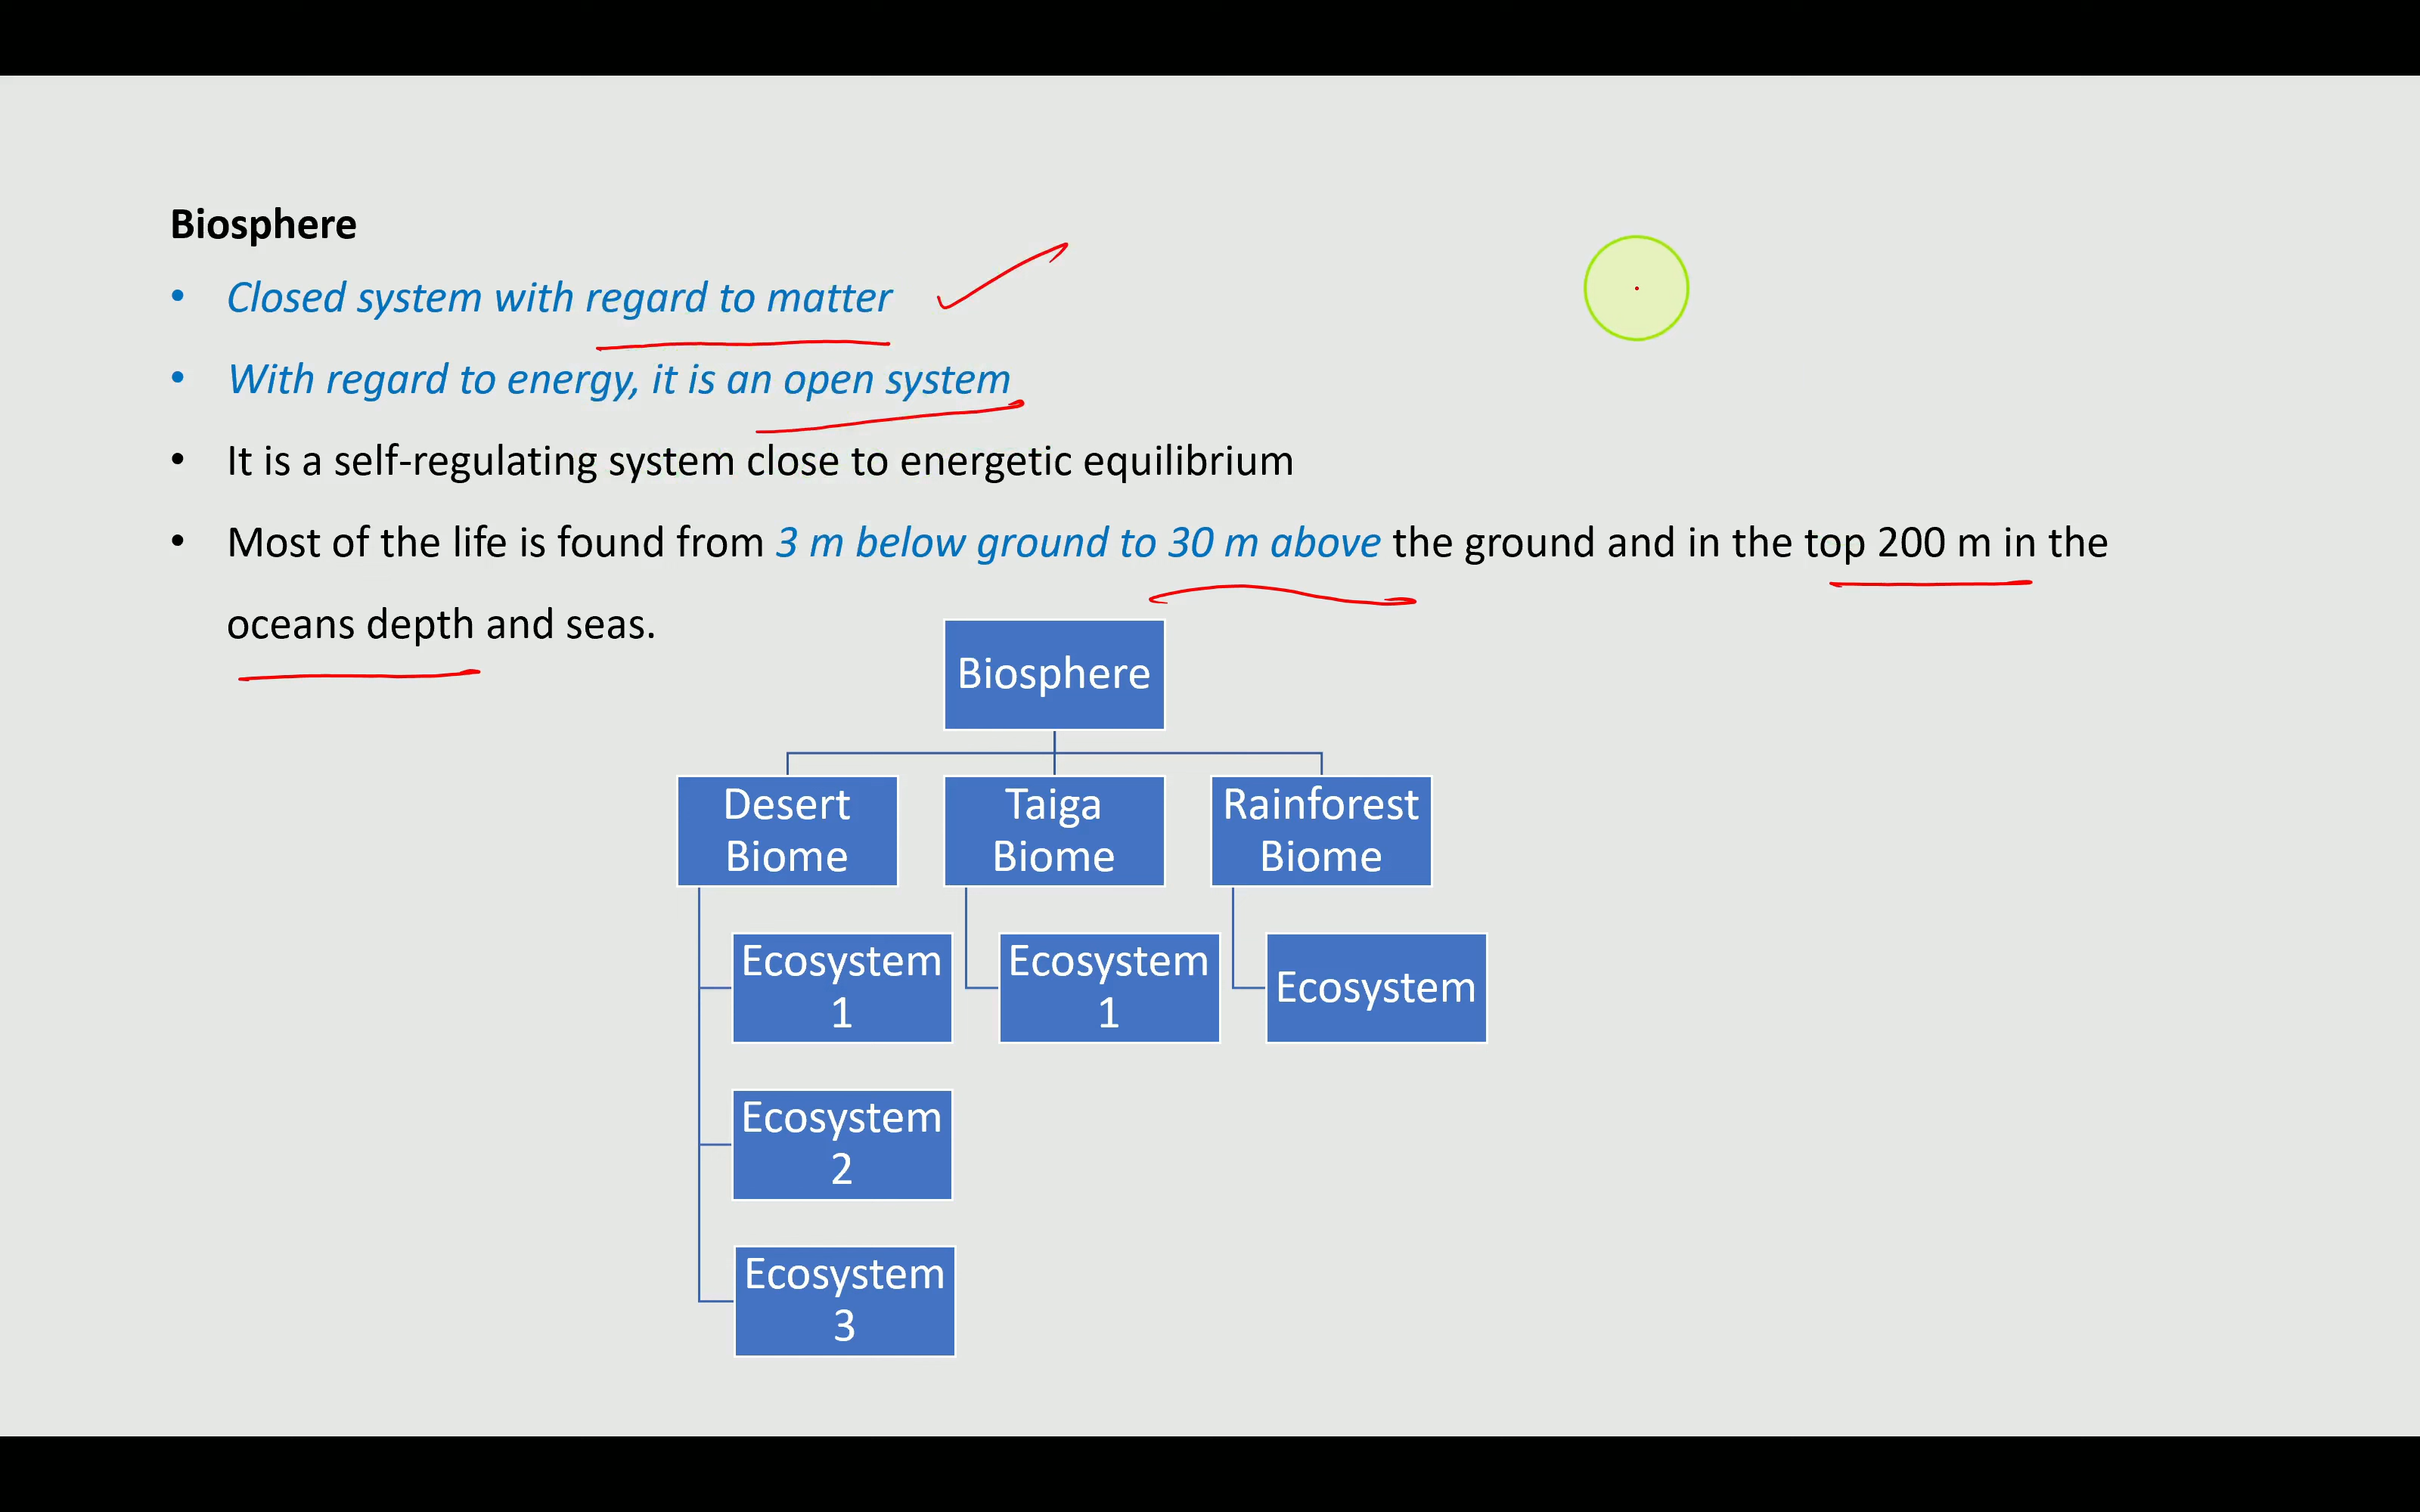 Biosphere
• Closed system with regard to matter
• With regard to energy, it is an open system
• It is a self-regulating system close to energetic equilibrium
• Most of the life is found from 3 m below ground to 30 m above the ground and in the top 200 m in the
oceans depth and seas.
Biosphere
Desert
Biome
Taiga
Biome
Rainforest
Biome
Ecosystem
1
Ecosystem
1
Ecosystem
Ecosystem
2
Ecosystem
3